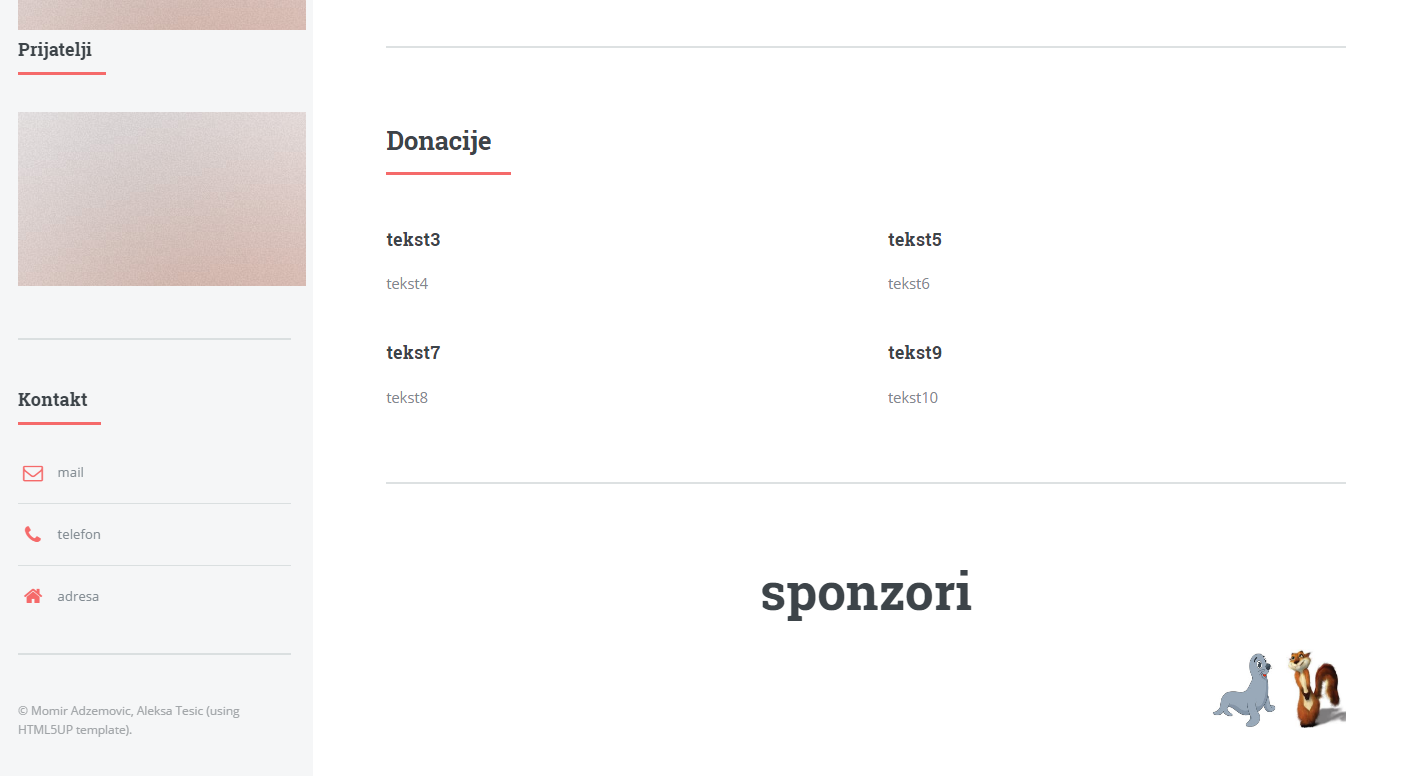 Prijatelji
Kontakt
mail
telefon
adresa
© Momir Adzemovic, Aleksa Tesic (using
HTML5UP template).
Donacije
tekst3
tekst4
tekst5
tekst6
tekst7
tekst8
tekst9
tekst10
sponzori